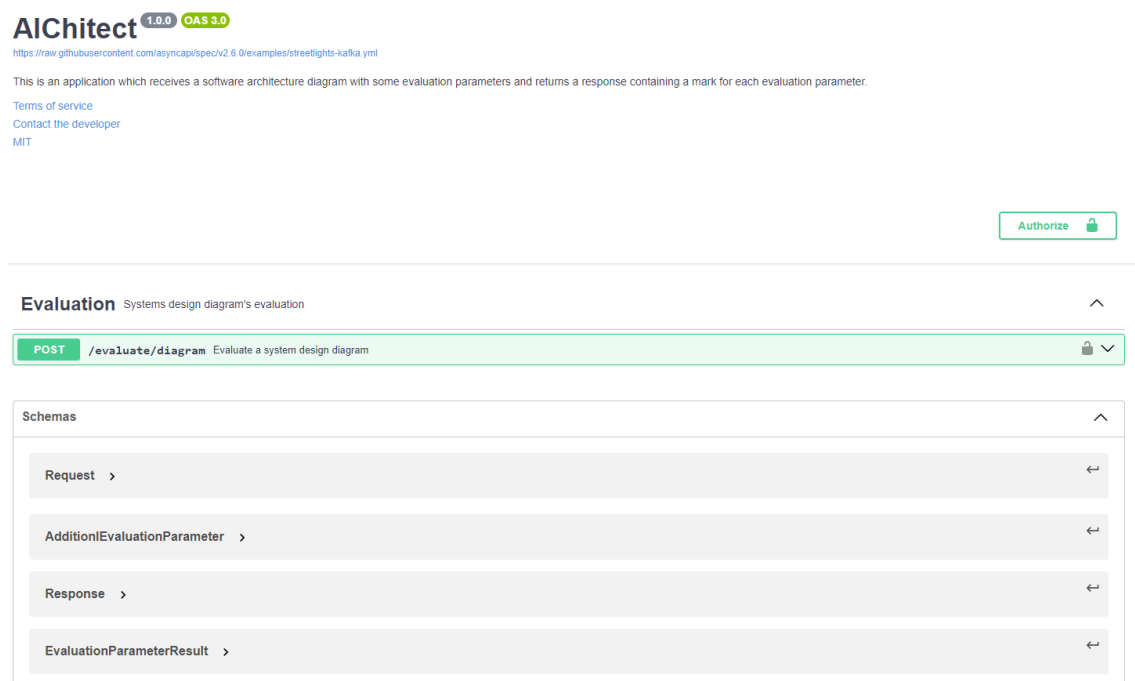 AIChitect 1.0.0 OAS 3.0
https://raw.githubusercontent.com/asyncapi/spec/v2.6.0/examples/streetlights-kafka.yml
This is an application which receives a software architecture diagram with some evaluation parameters and returns a response containing a mark for each evaluation parameter.
Terms of service
Contact the developer
MIT
Authorize
Evaluation Systems design diagram's evaluation
POST /evaluate/diagram Evaluate a system design diagram
Schemas
Request
AdditionlEvaluationParameter
Response
EvaluationParameterResult